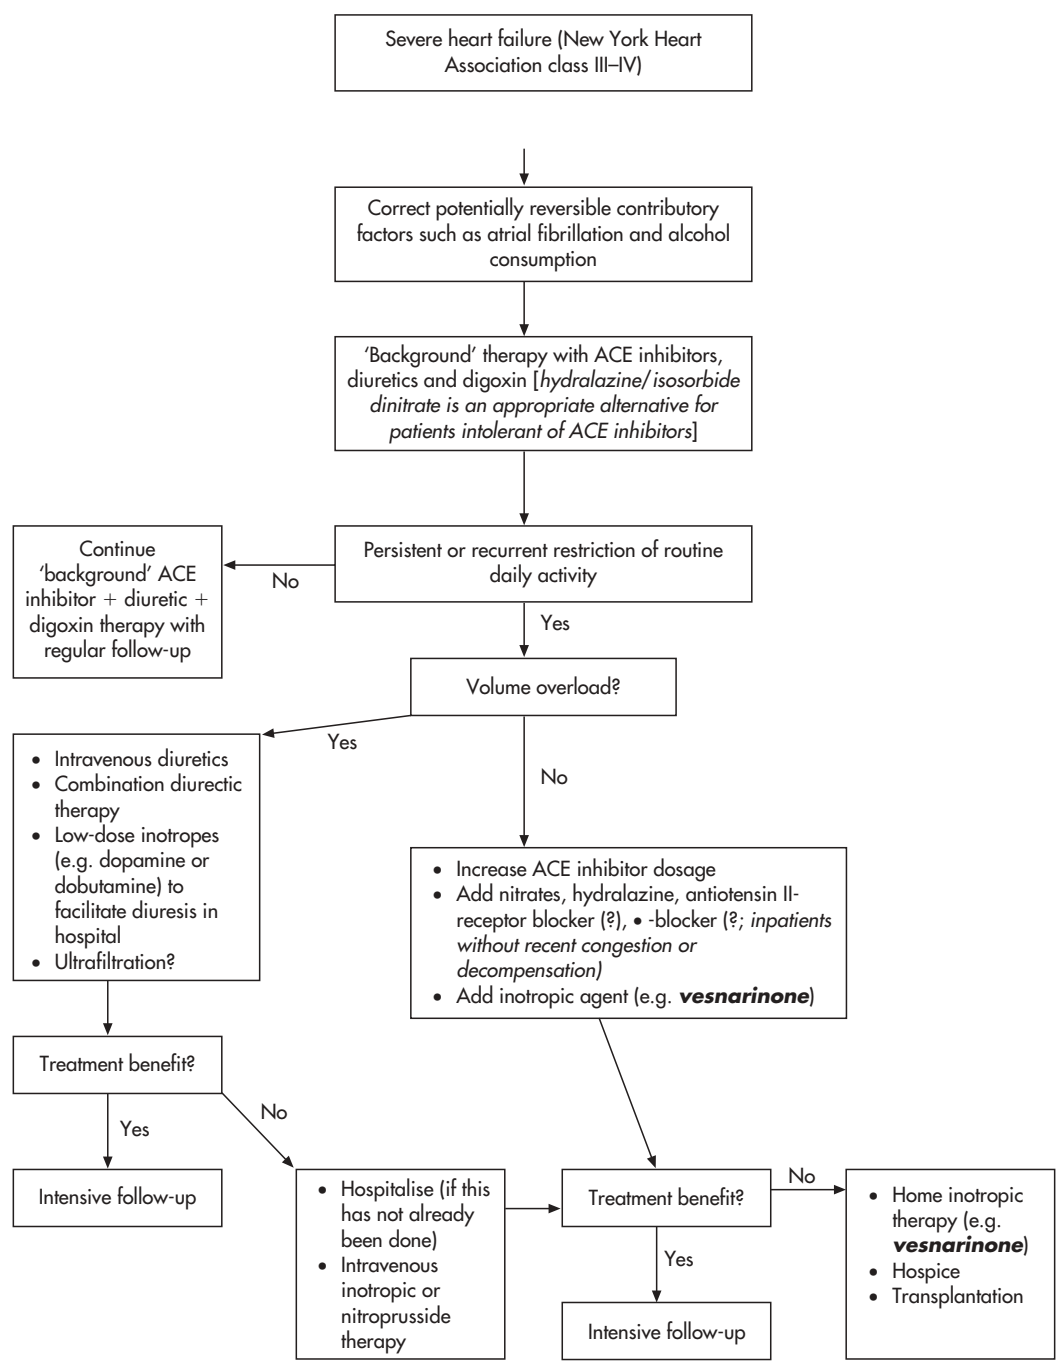 Severe heart failure (New York Heart
Association class III–IV)
Correct potentially reversible contributory
factors such as atrial fibrillation and alcohol
consumption
‘Background’ therapy with ACE inhibitors,
diuretics and digoxin [hydralazine/isosorbide
dinitrate is an appropriate alternative for
patients intolerant of ACE inhibitors]
Persistent or recurrent restriction of routine
daily activity
No
Continue
‘background’ ACE
inhibitor + diuretic +
digoxin therapy with
regular follow-up
Yes
Volume overload?
Yes
• Intravenous diuretics
• Combination diurectic
therapy
• Low-dose inotropes
(e.g. dopamine or
dobutamine) to
facilitate diuresis in
hospital
• Ultrafiltration?
No
• Increase ACE inhibitor dosage
• Add nitrates, hydralazine, antiotensin II-
receptor blocker (?), • -blocker (?; inpatients
without recent congestion or
decompensation)
• Add inotropic agent (e.g. vesnarinone)
Treatment benefit?
Yes
Intensive follow-up
No
• Hospitalise (if this
has not already
been done)
• Intravenous
inotropic or
nitroprusside
therapy
Treatment benefit?
Yes
Intensive follow-up
No
• Home inotropic
therapy (e.g.
vesnarinone)
• Hospice
• Transplantation